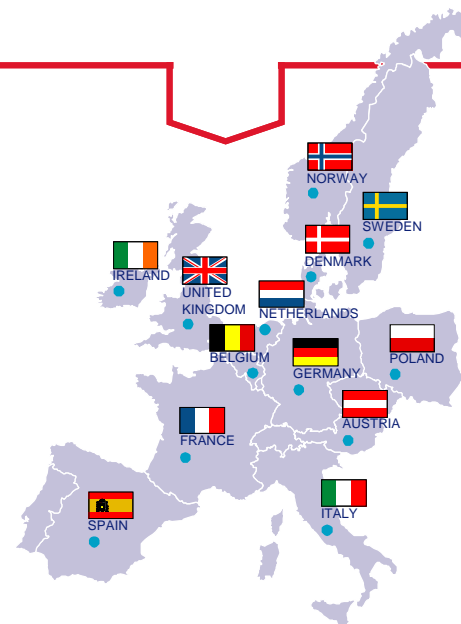 NORWAY
SWEDEN
DENMARK
IRELAND
UNITED
KINGDOM
NETHERLANDS
BELGIUM
GERMANY
POLAND
AUSTRIA
FRANCE
ITALY
SPAIN